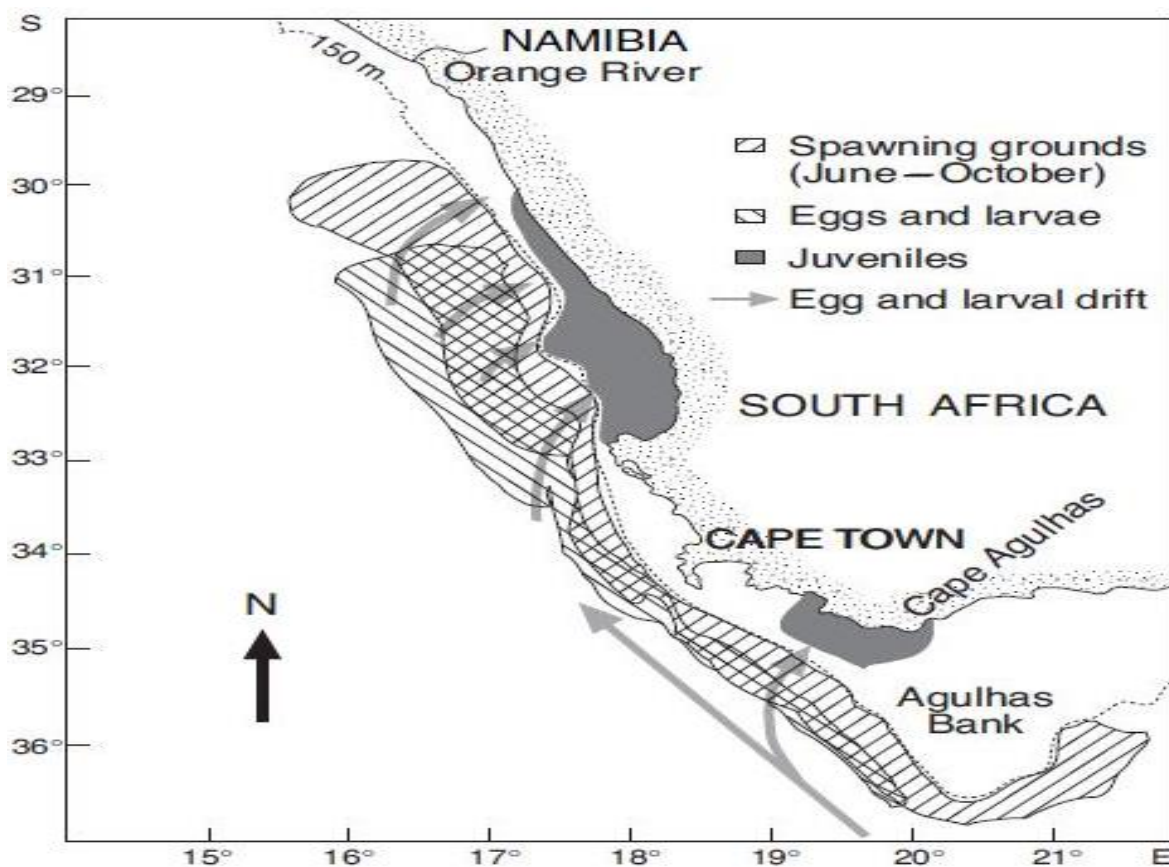 S
NAMIBIA
Orange River
150 m
29°
30°
31°
32°
33°
34°
35°
36°
Spawning grounds
(June–October)
Eggs and larvae
Juveniles
Egg and larval drift
SOUTH AFRICA
CAPE TOWN
Cape Agulhas
N
Agulhas
Bank
15° 16° 17° 18° 19° 20° 21° E